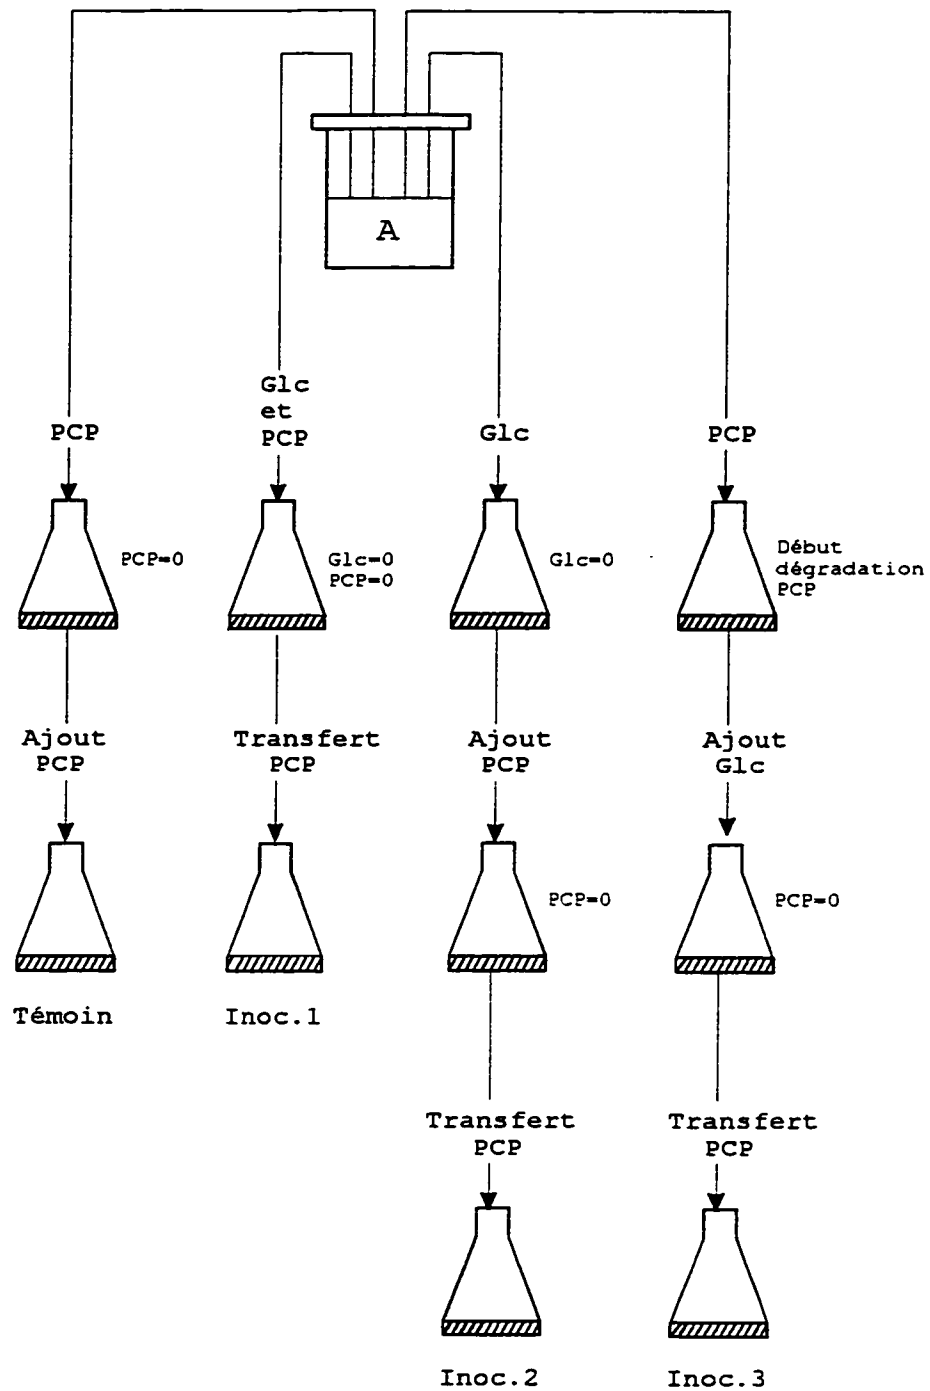 A
Glc
et
PCP
PCP
Glc
PCP
PCP=0
Glc=0
PCP=0
Glc=0
Début
dégradation
PCP
Ajout
PCP
Transfert
PCP
Ajout
PCP
Ajout
Glc
PCP=0
PCP=0
Témoin
Inoc.1
Transfert
PCP
Transfert
PCP
Inoc.2
Inoc.3